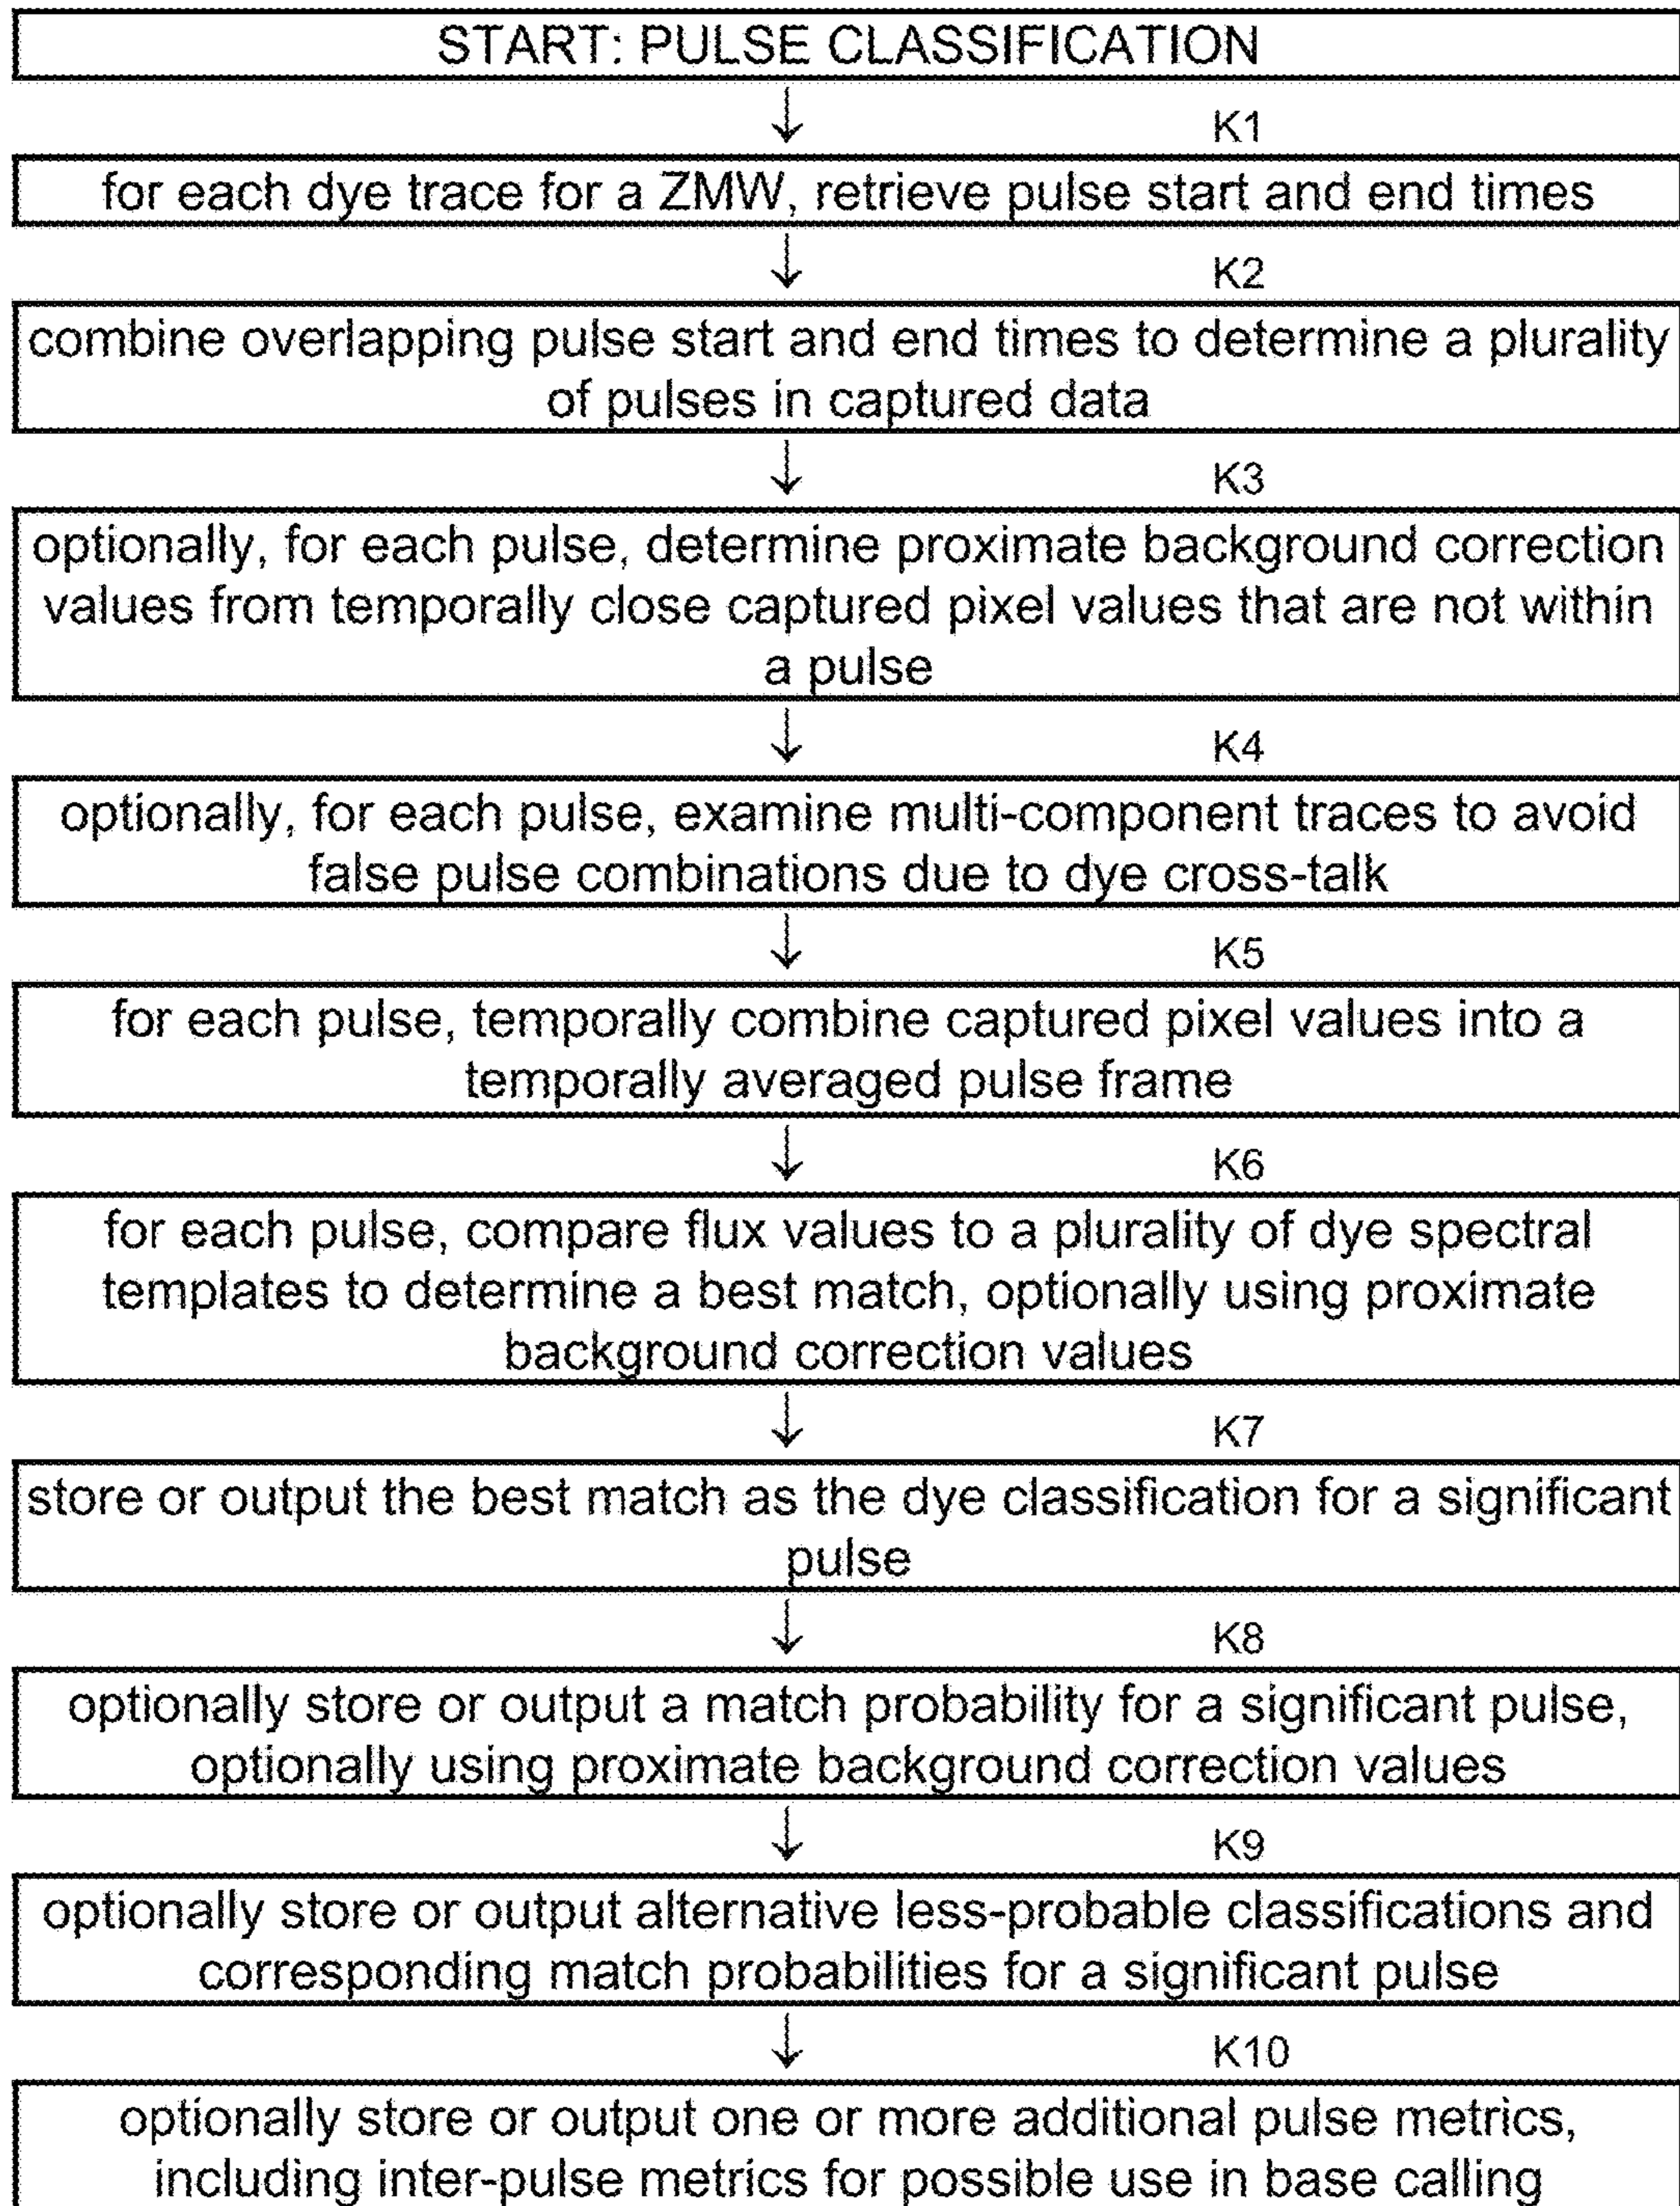 START: PULSE CLASSIFICATION
K1
for each dye trace for a ZMW, retrieve pulse start and end times
K2
combine overlapping pulse start and end times to determine a plurality
of pulses in captured data
K3
optionally, for each pulse, determine proximate background correction
values from temporally close captured pixel values that are not within
a pulse
K4
optionally, for each pulse, examine multi-component traces to avoid
false pulse combinations due to dye cross-talk
K5
for each pulse, temporally combine captured pixel values into a
temporally averaged pulse frame
K6
for each pulse, compare flux values to a plurality of dye spectral
templates to determine a best match, optionally using proximate
background correction values
K7
store or output the best match as the dye classification for a significant
pulse
K8
optionally store or output a match probability for a significant pulse,
optionally using proximate background correction values
K9
optionally store or output alternative less-probable classifications and
corresponding match probabilities for a significant pulse
K10
optionally store or output one or more additional pulse metrics,
including inter-pulse metrics for possible use in base calling